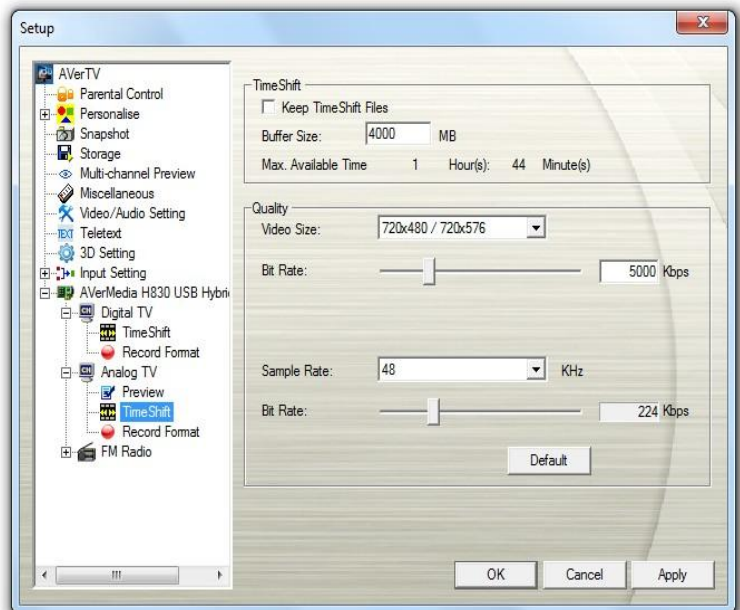 Setup
AVerTV
Parental Control
Personalise
Snapshot
Storage
Multi-channel Preview
Miscellaneous
Video/Audio Setting
TEXT Teletext
3D Setting
Input Setting
AVerMedia H830 USB Hybri
CH Digital TV
TimeShift
Record Format
CH Analog TV
Preview
TimeShift
Record Format
FM Radio
TimeShift
Keep TimeShift Files
Buffer Size: 4000 MB
Max. Available Time 1 Hour(s): 44 Minute(s)
Quality
Video Size: 720x480 / 720x576
Bit Rate: 5000 Kbps
Sample Rate: 48 KHz
Bit Rate: 224 Kbps
Default
OK Cancel Apply